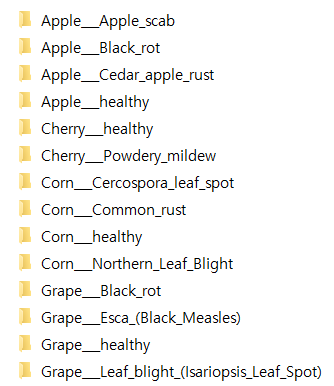 Apple___Apple_scab
Apple___Black_rot
Apple___Cedar_apple_rust
Apple___healthy
Cherry___healthy
Cherry___Powdery_mildew
Corn___Cercospora_leaf_spot
Corn___Common_rust
Corn___healthy
Corn___Northern_Leaf_Blight
Grape___Black_rot
Grape___Esca_(Black_Measles)
Grape___healthy
Grape___Leaf_blight_(Isariopsis_Leaf_Spot)